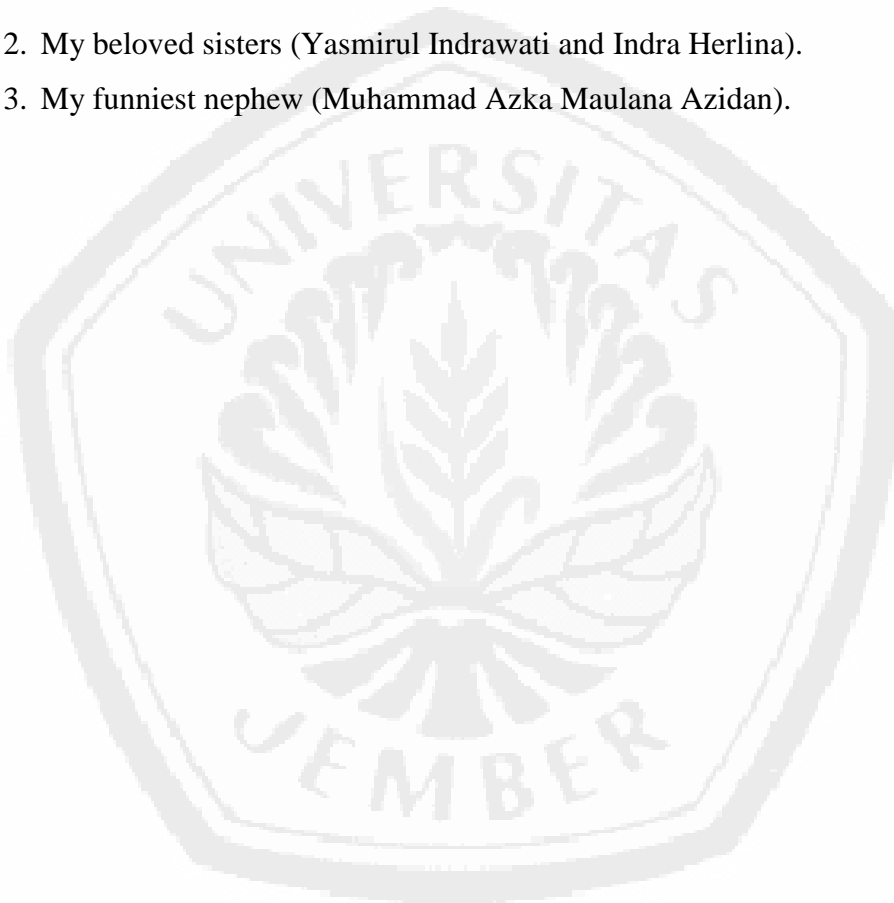 2. My beloved sisters (Yasmirul Indrawati and Indra Herlina).
3. My funniest nephew (Muhammad Azka Maulana Azidan).
UNIVERSITAS
JEMBER